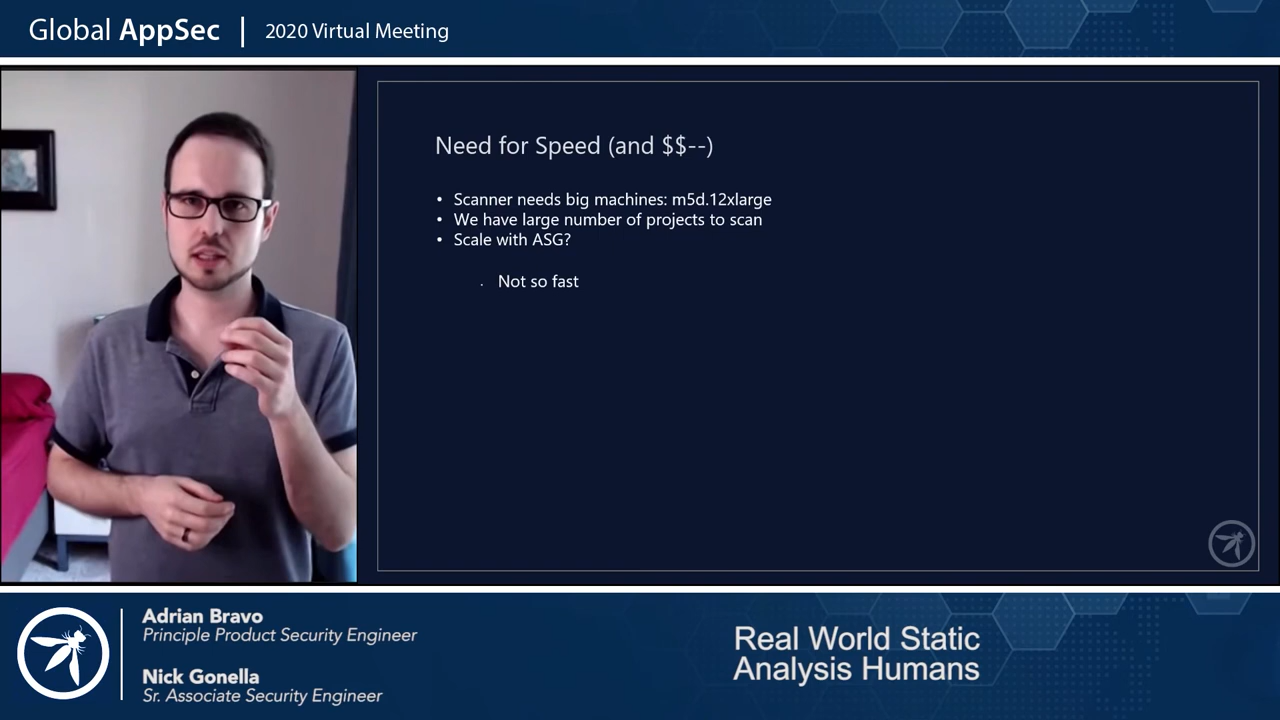 Global AppSec | 2020 Virtual Meeting
Need for Speed (and $$--)
• Scanner needs big machines: m5d.12xlarge
• We have large number of projects to scan
• Scale with ASG?
. Not so fast
Adrian Bravo
Principle Product Security Engineer
Nick Gonella
Sr. Associate Security Engineer
Real World Static
Analysis Humans